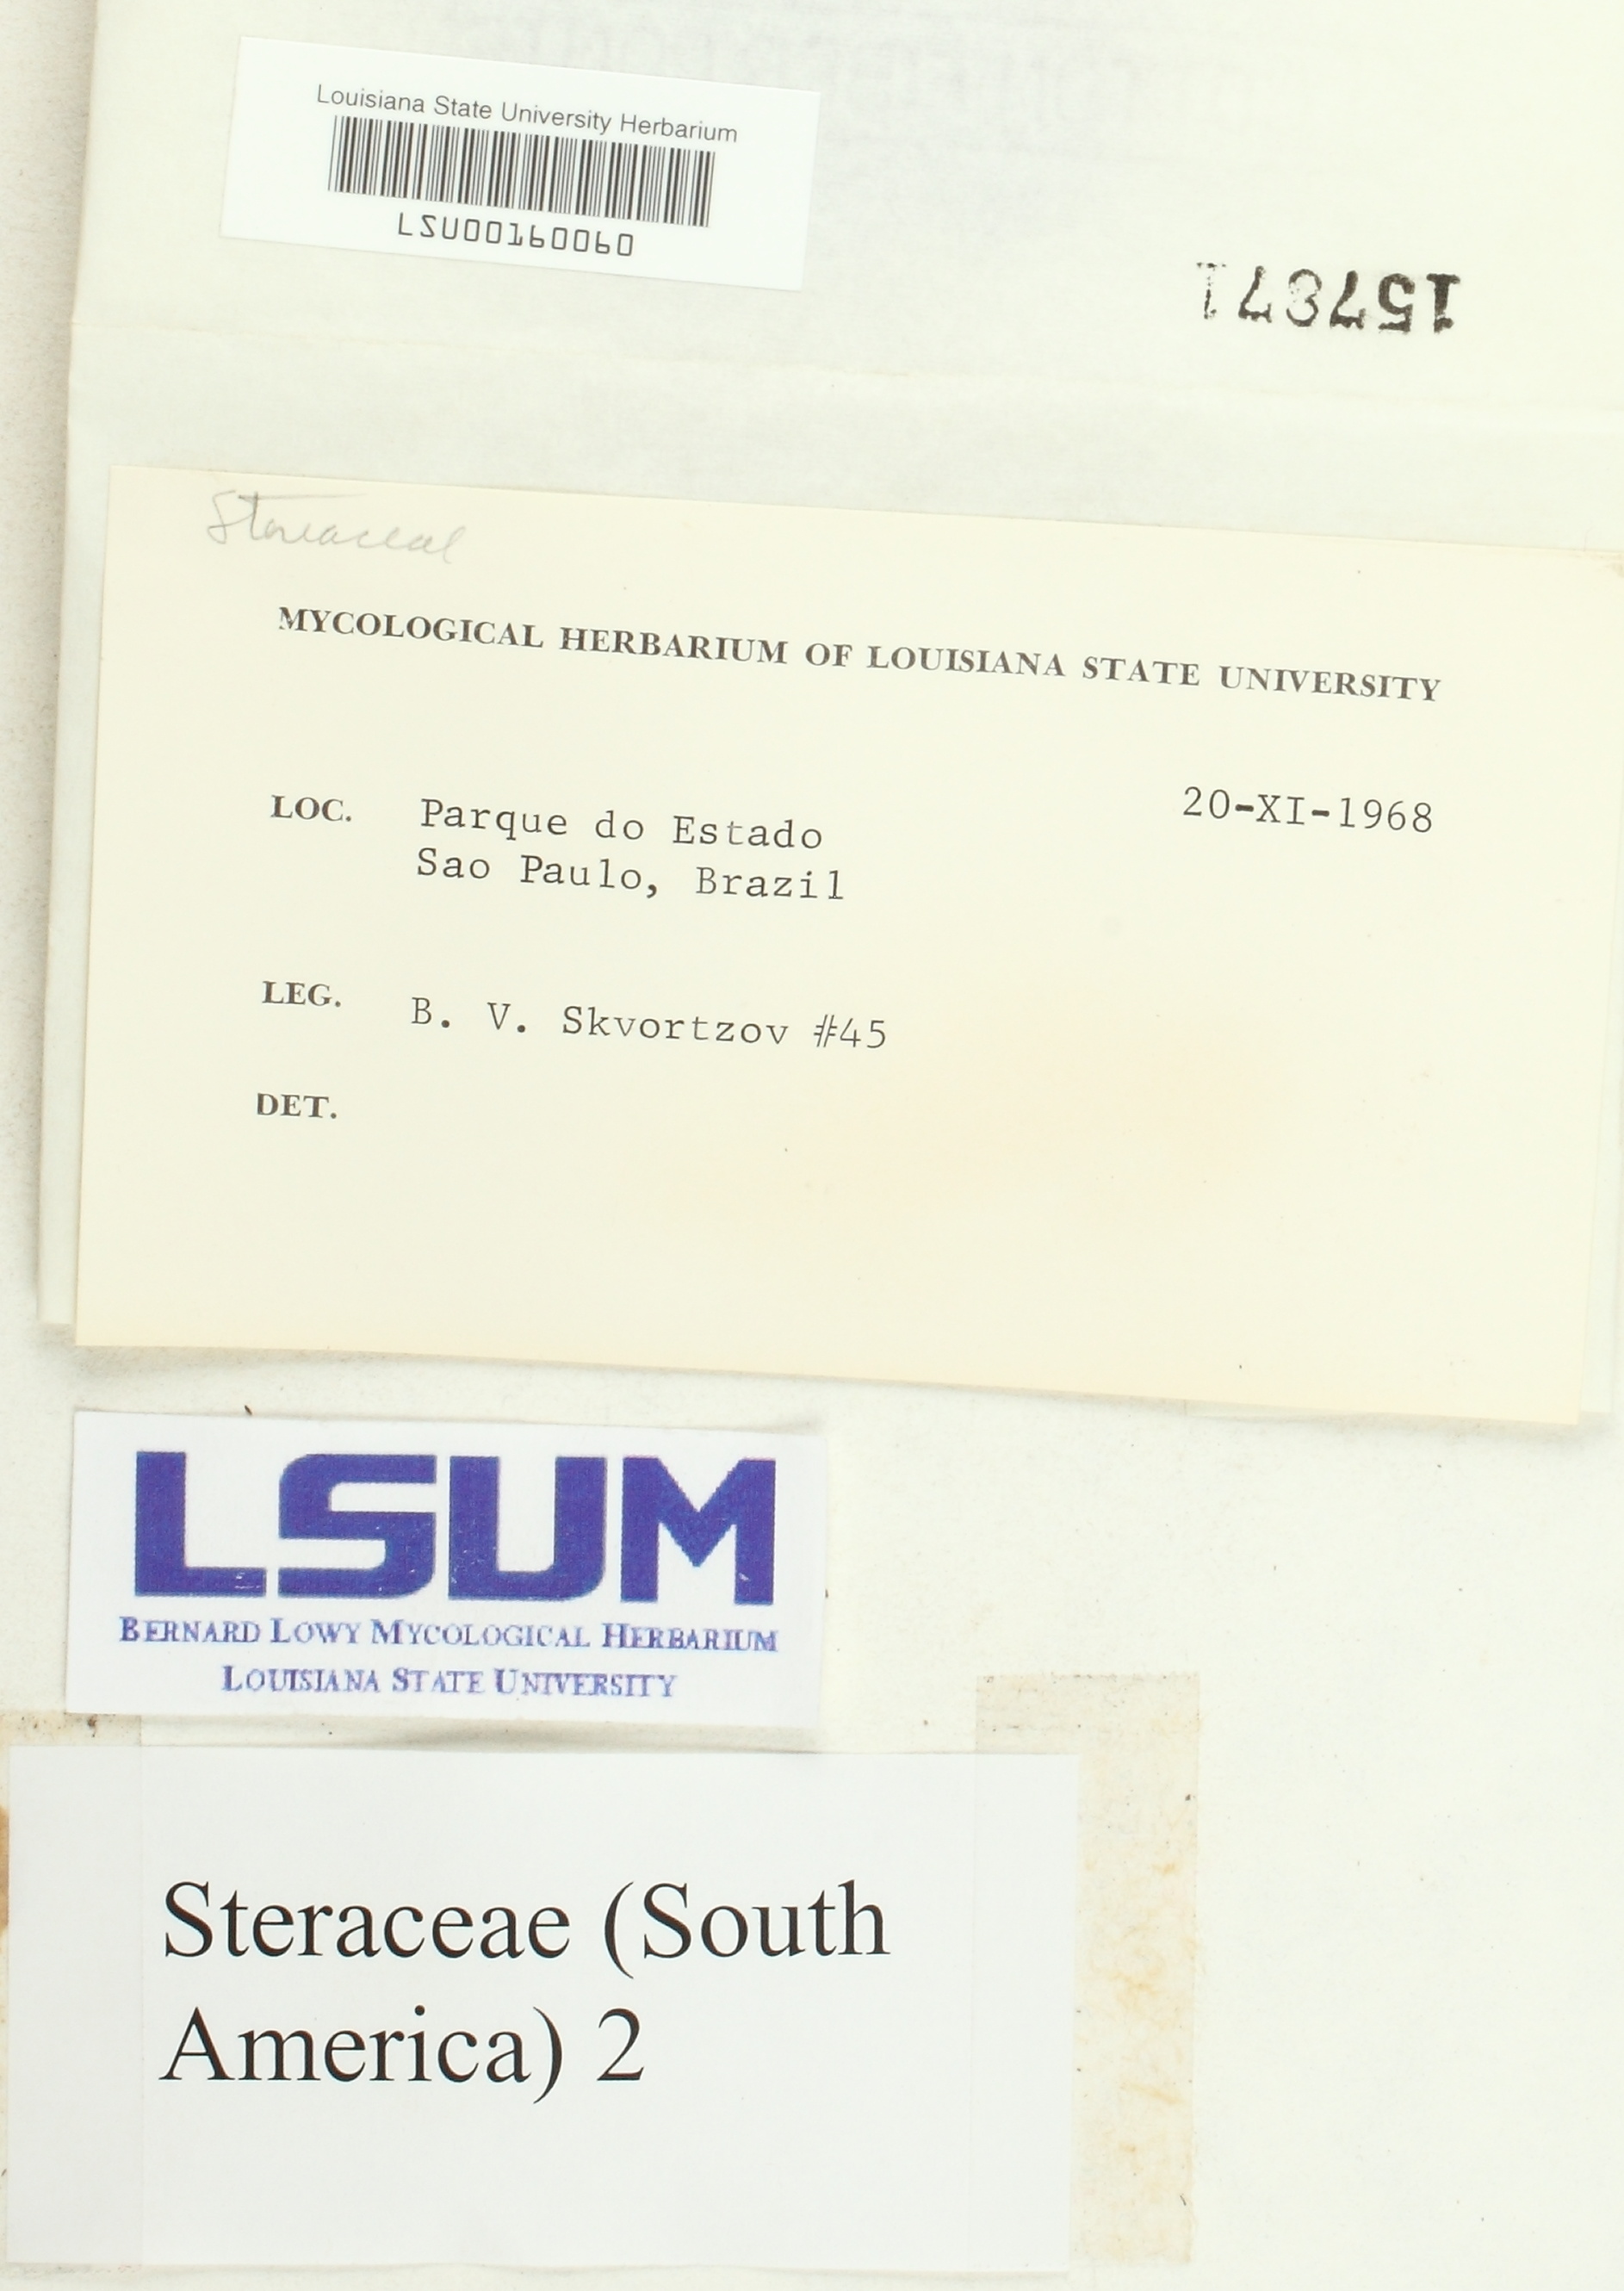 Louisiana State University Herbarium
LSU00160060
157871
Steraceae
MYCOLOGICAL HERBARIUM OF LOUISIANA STATE UNIVERSITY
20-XI-1968
LOC. Parque do Estado
Sao Paulo, Brazil
LEG. B. V. Skvortzov #45
DET.
LSUM
BERNARD LOWY MYCOLOGICAL HERBARIUM
LOUISIANA STATE UNIVERSITY
Steraceae (South
America) 2